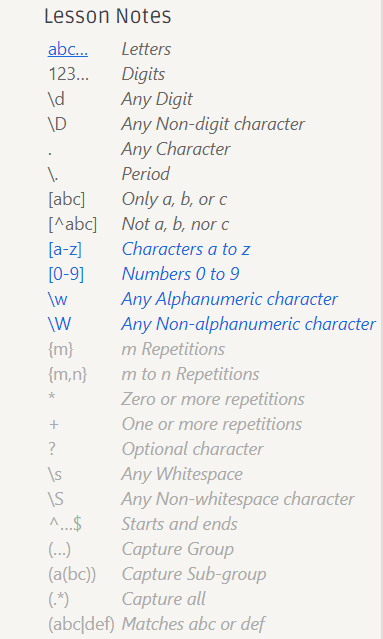 Lesson Notes
abc… Letters
123… Digits
\d Any Digit
\D Any Non-digit character
. Any Character
\. Period
[abc] Only a, b, or c
[^abc] Not a, b, nor c
[a-z] Characters a to z
[0-9] Numbers 0 to 9
\w Any Alphanumeric character
\W Any Non-alphanumeric character
{m} m Repetitions
{m,n} m to n Repetitions
* Zero or more repetitions
+ One or more repetitions
? Optional character
\s Any Whitespace
\S Any Non-whitespace character
^…$ Starts and ends
(…) Capture Group
(a(bc)) Capture Sub-group
(.*) Capture all
(abc|def) Matches abc or def